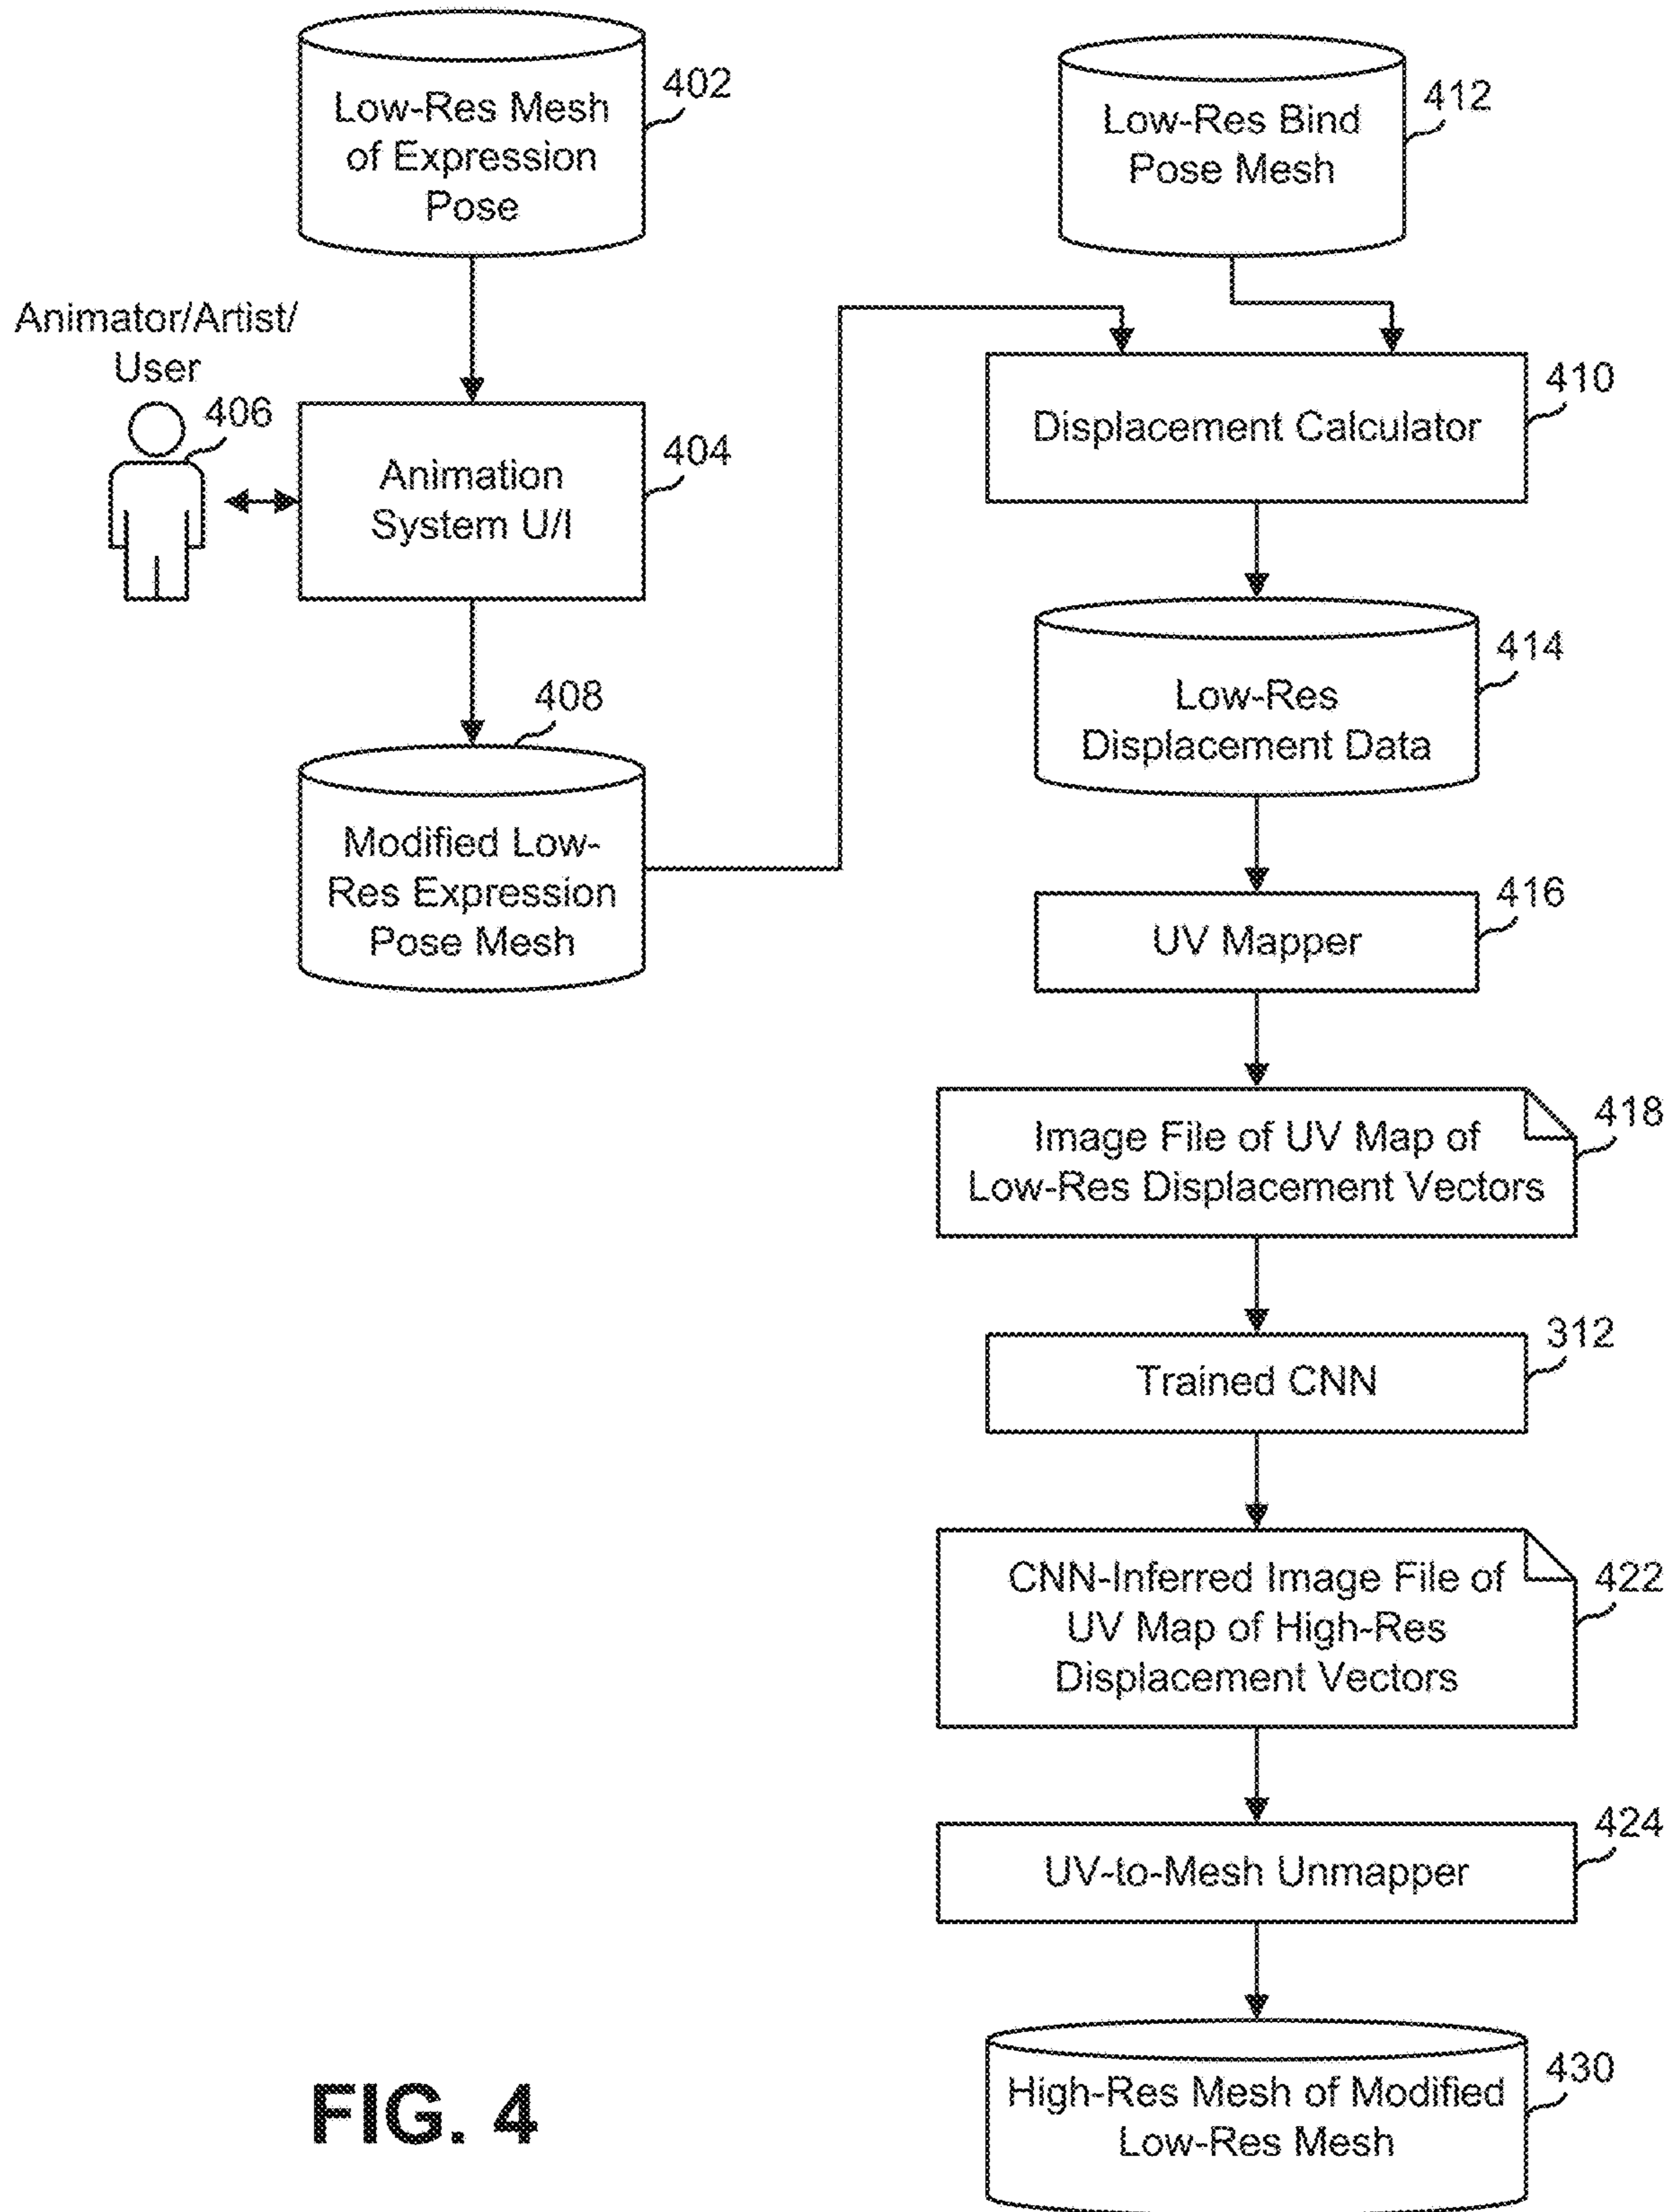 Low-Res Mesh
of Expression
Pose
402
Animator/Artist/
User
406
Animation
System U/I
404
408
Modified Low-
Res Expression
Pose Mesh
Low-Res Bind
Pose Mesh
412
Displacement Calculator
410
Low-Res
Displacement Data
414
UV Mapper
416
Image File of UV Map of
Low-Res Displacement Vectors
418
Trained CNN
312
CNN-Inferred Image File of
UV Map of High-Res
Displacement Vectors
422
UV-to-Mesh Unmapper
424
High-Res Mesh of Modified
Low-Res Mesh
430
FIG. 4